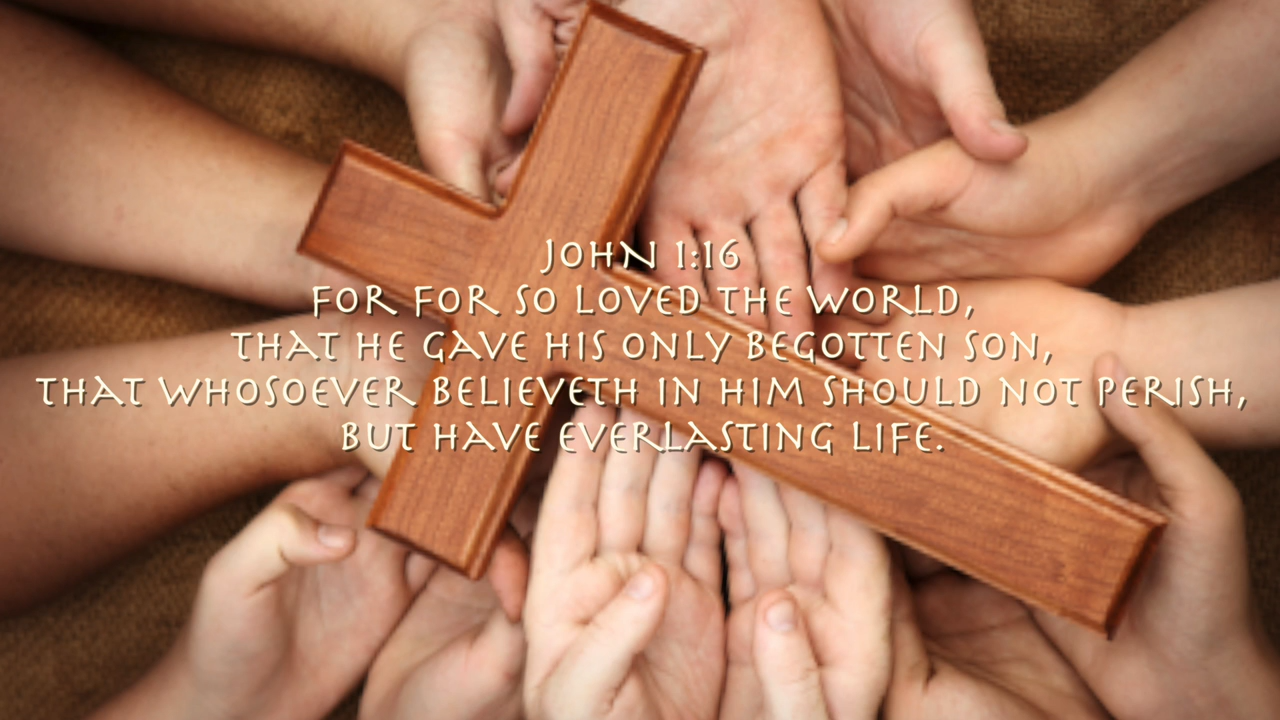 JOHN 1:16
FOR FOR SO LOVED THE WORLD,
THAT HE GAVE HIS ONLY BEGOTTEN SON,
THAT WHOSOEVER BELIEVETH IN HIM SHOULD NOT PERISH,
BUT HAVE EVERLASTING LIFE.